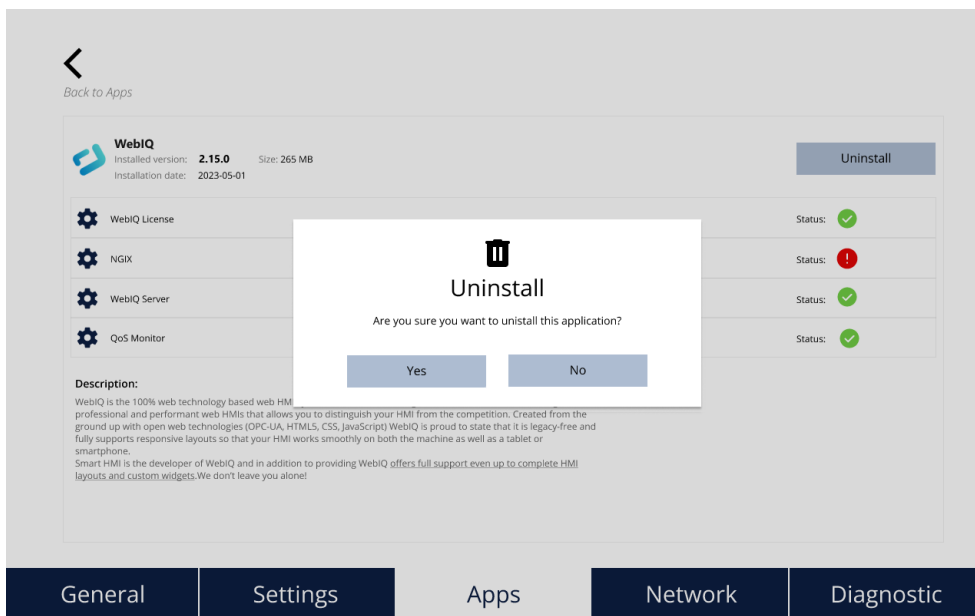 Back to Apps
WebIQ
Installed version: 2.15.0 Size: 265 MB
Installation date: 2023-05-01
Uninstall
WebIQ License
Status:
NGIX
Status:
WebIQ Server
Status:
QoS Monitor
Status:
Uninstall
Are you sure you want to unistall this application?
Yes
No
Description:
WebIQ is the 100% web technology based web HM
professional and performant web HMIs that allows you to distinguish your HMI from the competition. Created from the
ground up with open web technologies (OPC-UA, HTML5, CSS, JavaScript) WebIQ is proud to state that it is legacy-free and
fully supports responsive layouts so that your HMI works smoothly on both the machine as well as a tablet or
smartphone.
Smart HMI is the developer of WebIQ and in addition to providing WebIQ offers full support even up to complete HMI
layouts and custom widgets.We don't leave you alone!
General
Settings
Apps
Network
Diagnostic